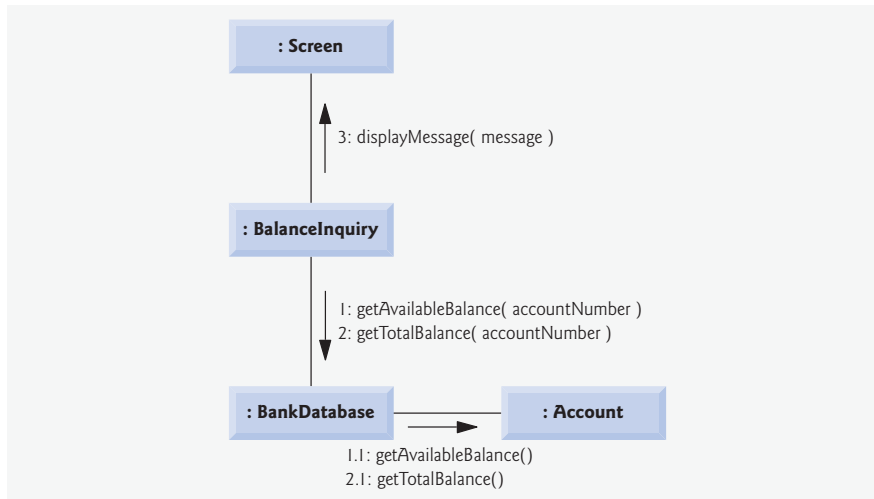 : Screen
3: displayMessage( message )
: BalanceInquiry
1: getAvailableBalance( accountNumber )
2: getTotalBalance( accountNumber )
: BankDatabase
: Account
1.1: getAvailableBalance()
2.1: getTotalBalance()